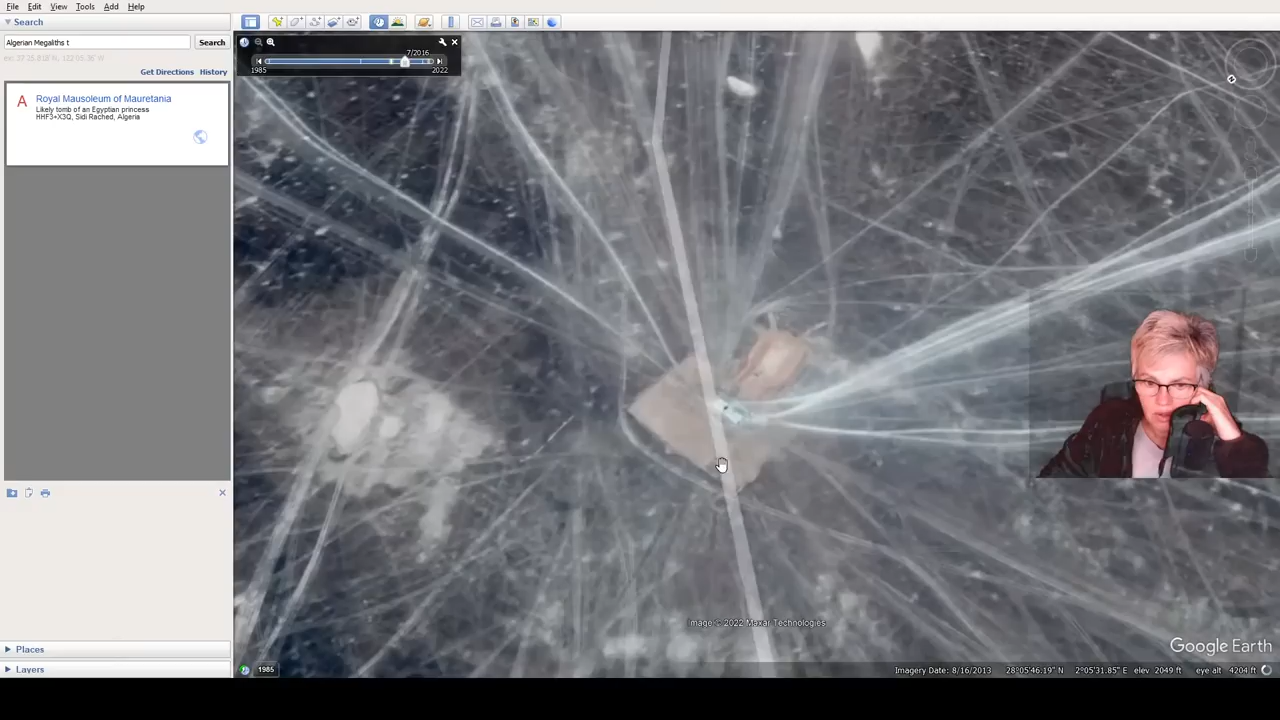 File Edit View Tools Add Help
Search
Algerian Megaliths t
Search
Get Directions History
A Royal Mausoleum of Mauretania
Likely tomb of an Egyptian princess
HHF3+X3Q, Sidi Rached, Algeria
7/2016
1985 2022
Image © 2022 Maxar Technologies
Google Earth
Places
Layers
1985
Imagery Date: 8/16/2013 28°05'46.19" N 2°05'31.85" E elev 2049 ft eye alt 4204 ft